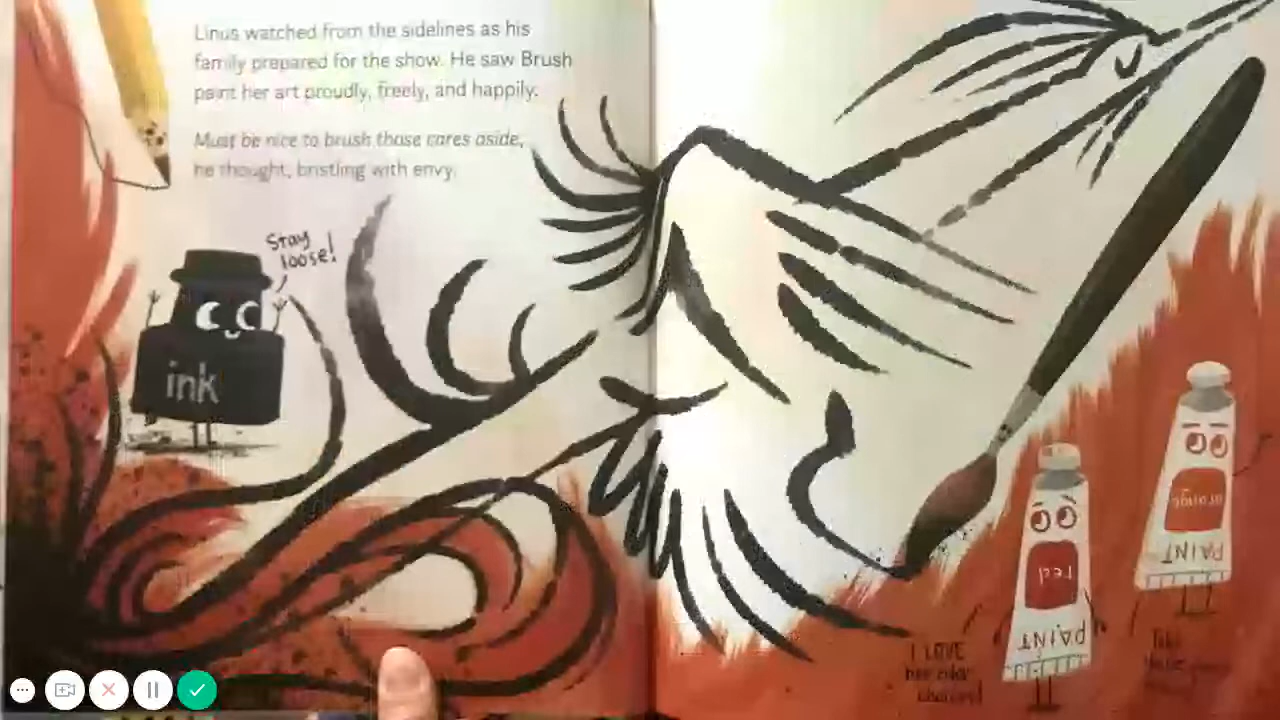 Linus watched from the sidelines as his
family prepared for the show. He saw Brush
paint her art proudly, freely, and happily.
Must be nice to brush those cares aside,
he thought, bristling with envy.
Stay
loose!
ink
orange
PAINT
red
PAINT
I LOVE
her color
choices!